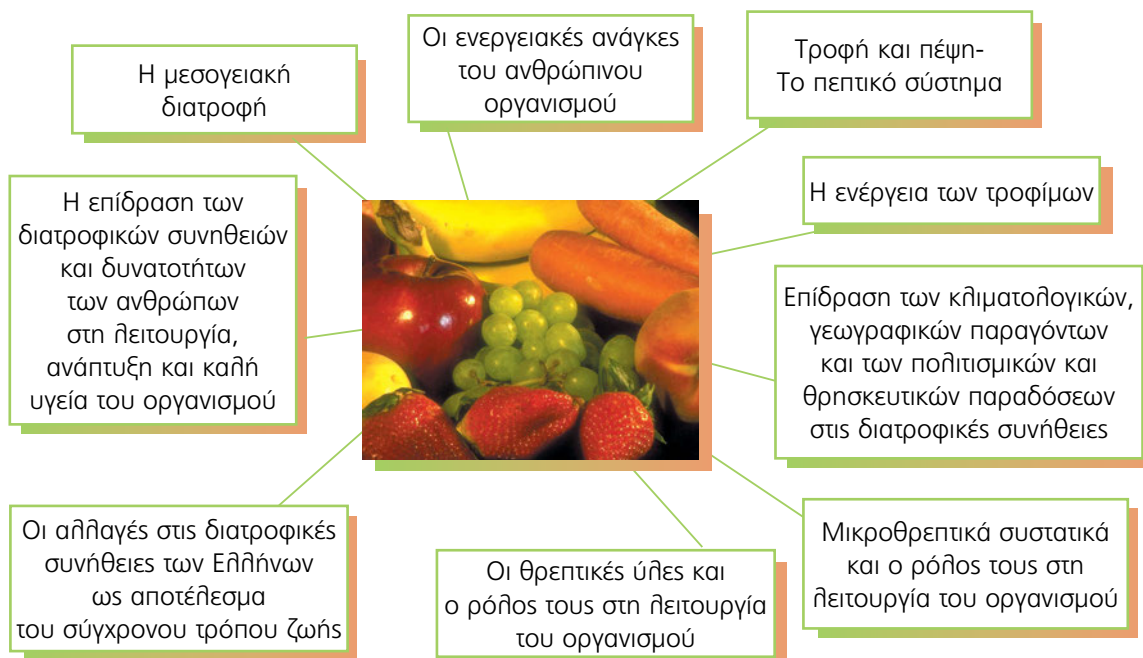 Η μεσογειακή
διατροφή
Οι ενεργειακές ανάγκες
του ανθρώπινου
οργανισμού
Τροφή και πέψη-
Το πεπτικό σύστημα
Η επίδραση των
διατροφικών συνηθειών
και δυνατοτήτων
των ανθρώπων
στη λειτουργία,
ανάπτυξη και καλή
υγεία του οργανισμού
Η ενέργεια των τροφίμων
Επίδραση των κλιματολογικών,
γεωγραφικών παραγόντων
και των πολιτισμικών και
θρησκευτικών παραδόσεων
στις διατροφικές συνήθειες
Οι αλλαγές στις διατροφικές
συνήθειες των Ελλήνων
ως αποτέλεσμα
του σύγχρονου τρόπου ζωής
Οι θρεπτικές ύλες και
ο ρόλος τους στη λειτουργία
του οργανισμού
Μικροθρεπτικά συστατικά
και ο ρόλος τους στη
λειτουργία του οργανισμού